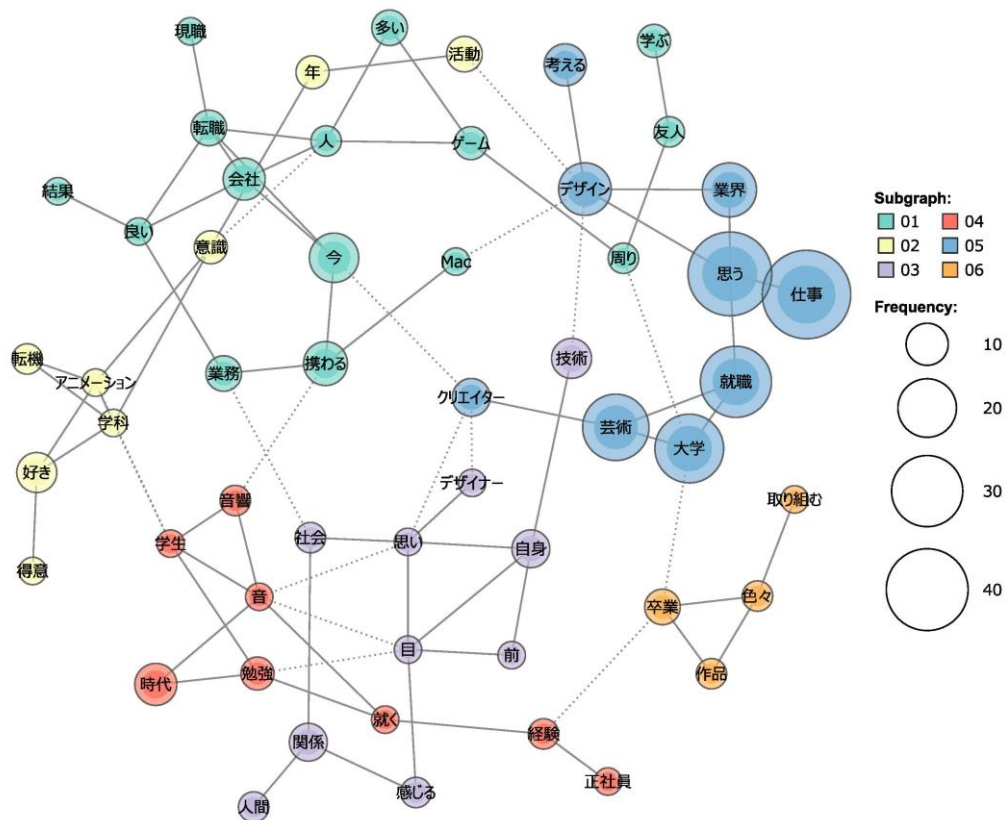 現職
多い
活動
学ぶ
年
考える
転職
人
ゲーム
友人
会社
デザイン
業界
結果
良い
意識
今
Mac
周り
思う
仕事
転機
アニメーション
業務
携わる
技術
就職
学科
クリエイター
芸術
大学
好き
デザイナー
音響
取り組む
学生
社会
思い
自身
得意
音
卒業
色々
目
前
時代
勉強
作品
就く
経験
関係
正社員
人間
感じる
Subgraph:
01
04
02
05
03
06
Frequency:
10
20
30
40